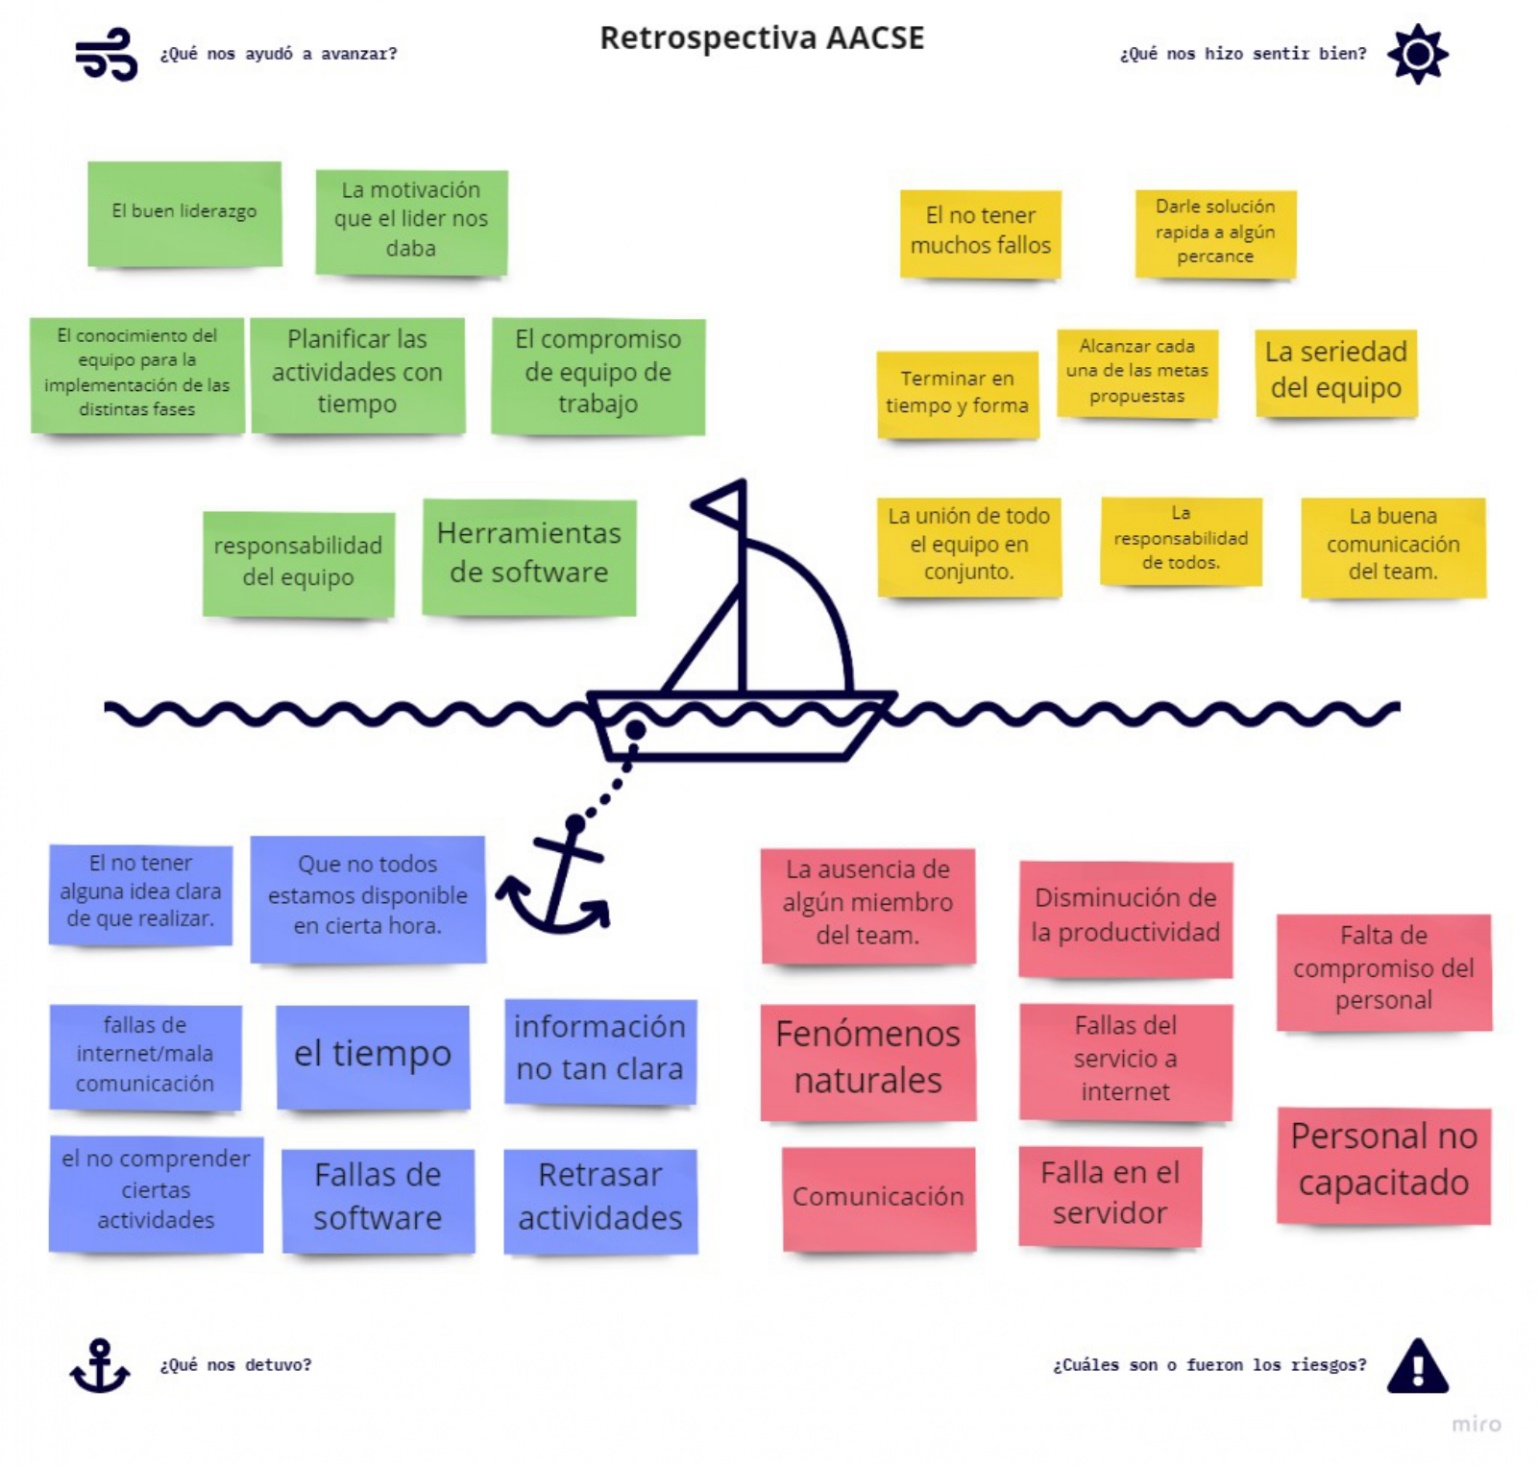 Retrospectiva AACSE
¿Qué nos ayudó a avanzar?
¿Qué nos hizo sentir bien?
El buen liderazgo
La motivación
que el lider nos
daba
El conocimiento del
equipo para la
implementación de las
distintas fases
Planificar las
actividades con
tiempo
El compromiso
de equipo de
trabajo
responsabilidad
del equipo
Herramientas
de software
El no tener
muchos fallos
Darle solución
rapida a algún
percance
Terminar en
tiempo y forma
Alcanzar cada
una de las metas
propuestas
La seriedad
del equipo
La unión de todo
el equipo en
conjunto.
La
responsabilidad
de todos.
La buena
comunicación
del team.
El no tener
alguna idea clara
de que realizar.
Que no todos
estamos disponible
en cierta hora.
fallas de
internet/mala
comunicación
el tiempo
información
no tan clara
el no comprender
ciertas
actividades
Fallas de
software
Retrasar
actividades
La ausencia de
algún miembro
del team.
Disminución de
la productividad
Falta de
compromiso del
personal
Fenómenos
naturales
Fallas del
servicio a
internet
Comunicación
Falla en el
servidor
Personal no
capacitado
¿Qué nos detuvo?
¿Cuáles son o fueron los riesgos?
miro